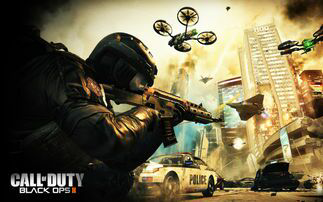 CALL OF DUTY
BLACK OPS II
POLICE